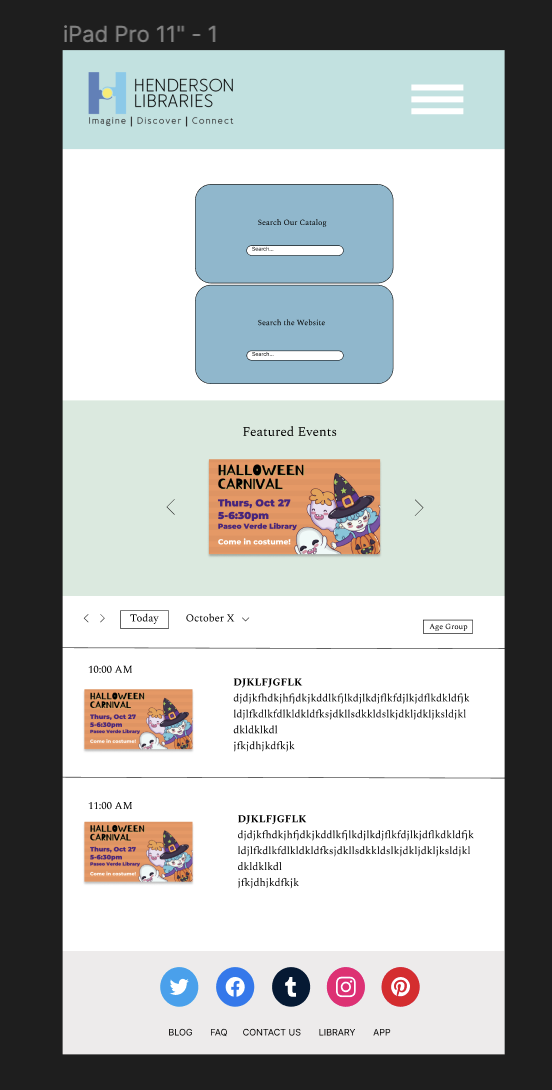 iPad Pro 11" - 1
HENDERSON
LIBRARIES
Imagine | Discover | Connect
Search Our Catalog
Search...
Search the Website
Search...
Featured Events
HALLOWEEN
CARNIVAL
Thurs, Oct 27
5-6:30pm
Paseo Verde Library
Come in costume!
Today
October X
Age Group
10:00 AM
HALLOWEEN
CARNIVAL
Thurs, Oct 27
5-6:30pm
Paseo Verde Library
Come in costume!
DJKLFJGFLK
djdjkfhdkjhfjdkjkddlkfjlkdjlkdjflkfdjlkjdflkdkldfjk
ldjlfkdlkfdlkldkldfksjdkllsdkkldslkjdkljdkljksldjkl
dkldklkdl
jfkjdhjkdfkjk
11:00 AM
HALLOWEEN
CARNIVAL
Thurs, Oct 27
5-6:30pm
Paseo Verde Library
Come in costume!
DJKLFJGFLK
djdjkfhdkjhfjdkjkddlkfjlkdjlkdjflkfdjlkjdflkdkldfjk
ldjlfkdlkfdlkldkldfksjdkllsdkkldslkjdkljdkljksldjkl
dkldklkdl
jfkjdhjkdfkjk
BLOG FAQ CONTACT US LIBRARY APP